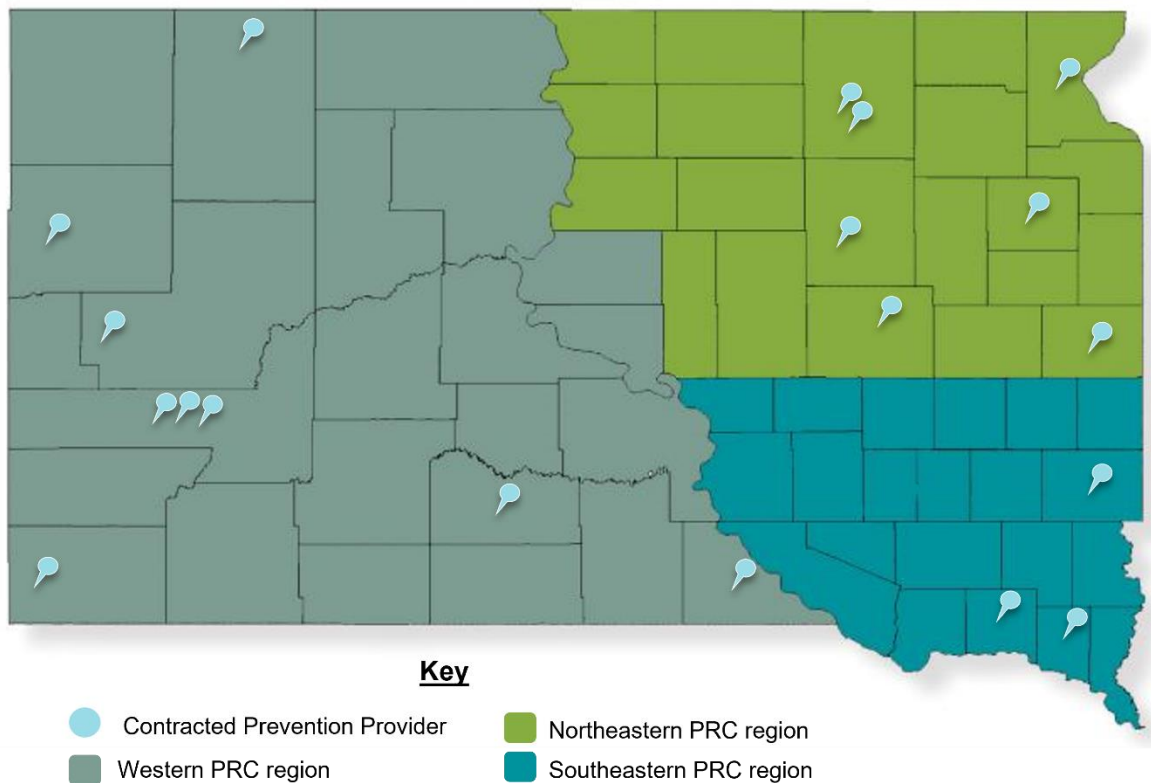 Key
Contracted Prevention Provider
Northeastern PRC region
Western PRC region
Southeastern PRC region